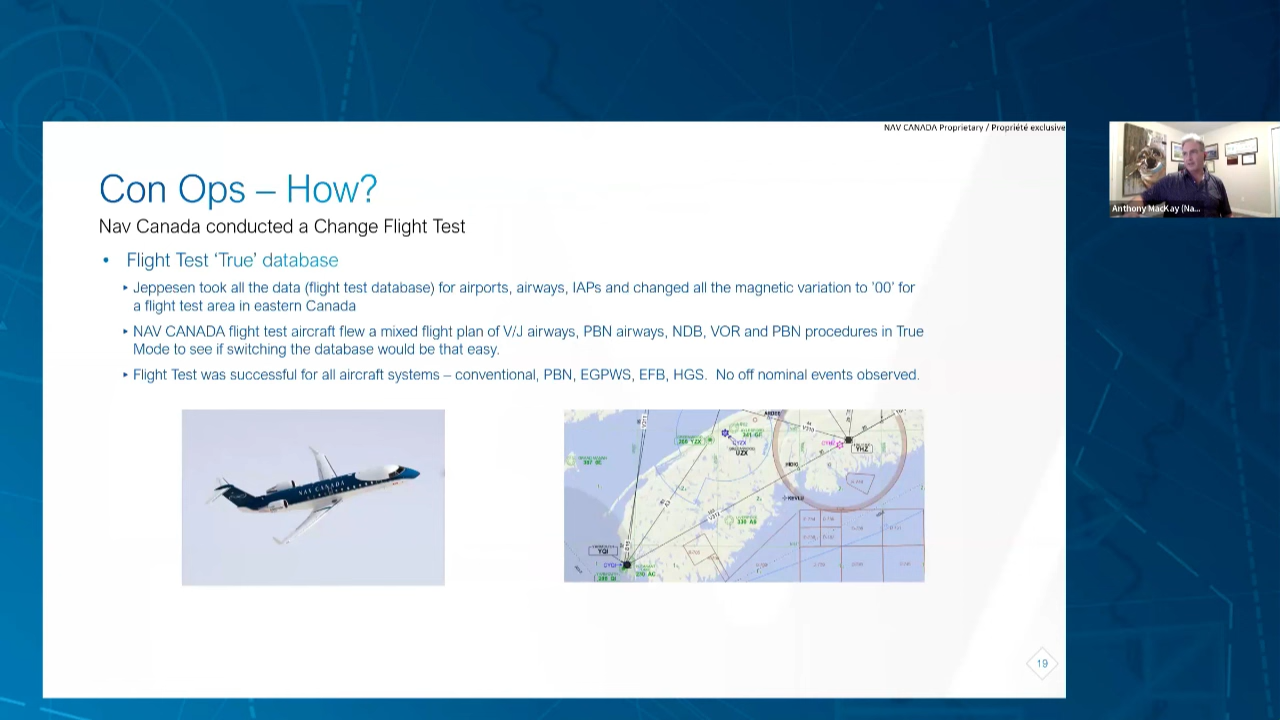 NAV CANADA Proprietary / Propriété exclusive
Con Ops – How?
Nav Canada conducted a Change Flight Test
• Flight Test ‘True’ database
‣ Jeppesen took all the data (flight test database) for airports, airways, IAPs and changed all the magnetic variation to ’00’ for
a flight test area in eastern Canada
‣ NAV CANADA flight test aircraft flew a mixed flight plan of V/J airways, PBN airways, NDB, VOR and PBN procedures in True
Mode to see if switching the database would be that easy.
‣ Flight Test was successful for all aircraft systems – conventional, PBN, EGPWS, EFB, HGS.  No off nominal events observed.
NAV CANADA
UZX
YHZ
YQI
19
Anthony MacKay (Na...